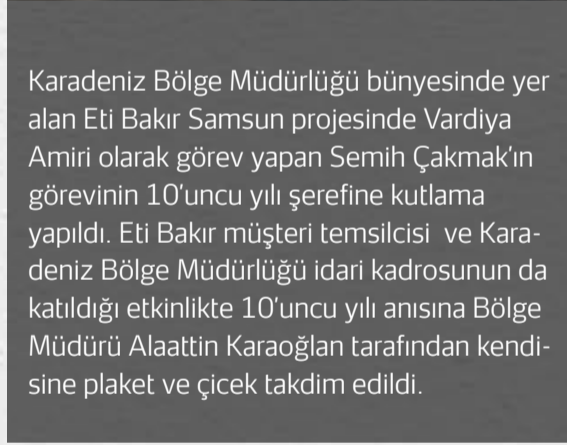 Karadeniz Bölge Müdürlüğü bünyesinde yer
alan Eti Bakır Samsun projesinde Vardiya
Amiri olarak görev yapan Semih Çakmak'ın
görevinin 10'uncu yılı şerefine kutlama
yapıldı. Eti Bakır müşteri temsilcisi  ve Kara-
deniz Bölge Müdürlüğü idari kadrosunun da
katıldığı etkinlikte 10'uncu yılı anısına Bölge
Müdürü Alaattin Karaoğlan tarafından kendi-
sine plaket ve çicek takdim edildi.